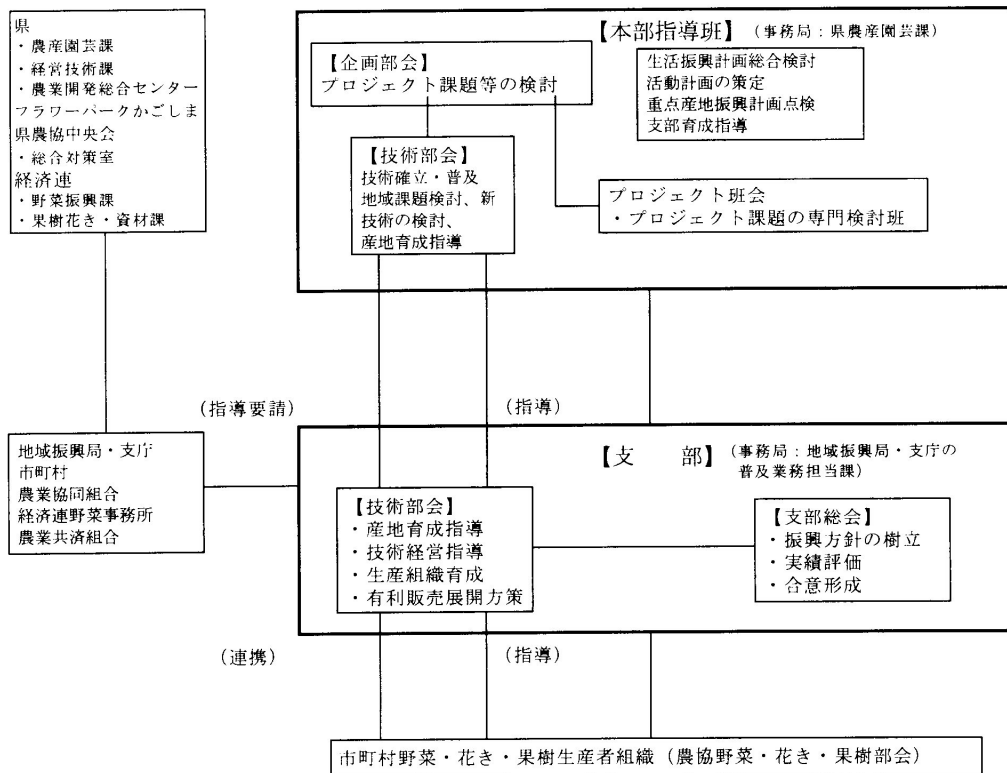 県
・農産園芸課
・経営技術課
・農業開発総合センター
フラワーパークかごしま
県農協中央会
・総合対策室
経済連
・野菜振興課
・果樹花き・資材課
【本部指導班】（事務局：県農産園芸課）
【企画部会】
プロジェクト課題等の検討
生活振興計画総合検討
活動計画の策定
重点産地振興計画点検
支部育成指導
【技術部会】
技術確立・普及
地域課題検討、新
技術の検討、
産地育成指導
プロジェクト班会
・プロジェクト課題の専門検討班
（指導要請）
（指導）
地域振興局・支庁
市町村
農業協同組合
経済連野菜事務所
農業共済組合
【支　部】（事務局：地域振興局・支庁の
普及業務担当課）
【技術部会】
・産地育成指導
・技術経営指導
・生産組織育成
・有利販売展開方策
【支部総会】
・振興方針の樹立
・実績評価
・合意形成
（連携）
（指導）
市町村野菜・花き・果樹生産者組織（農協野菜・花き・果樹部会）